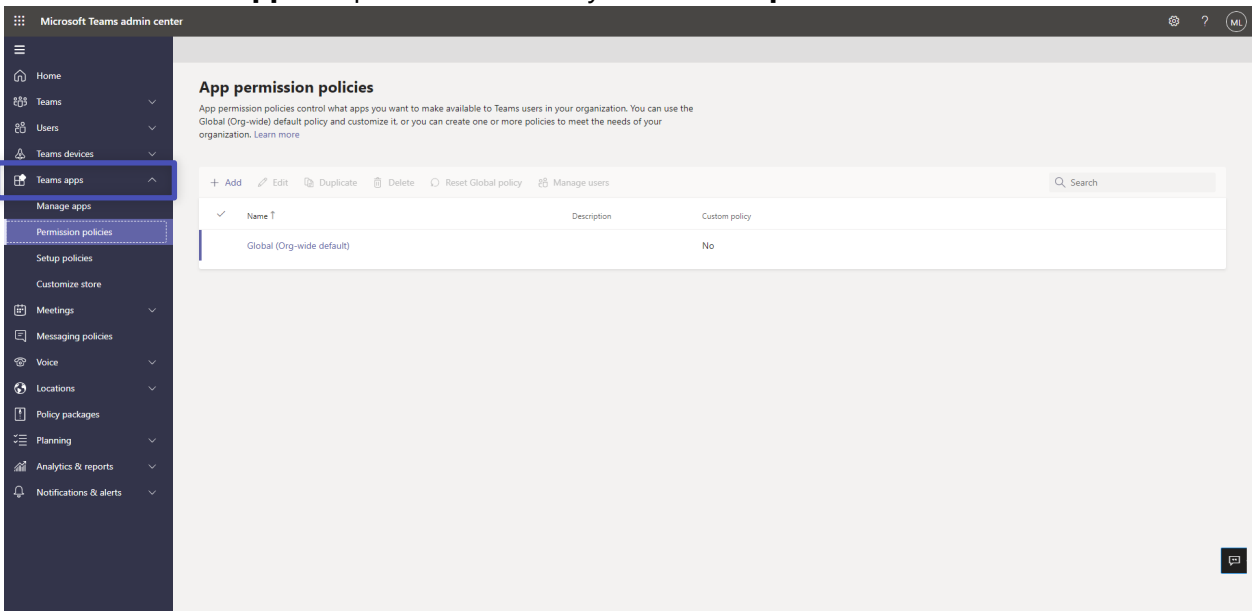 Microsoft Teams admin center
?
ML
Home
Teams
Users
Teams devices
Teams apps
Manage apps
Permission policies
Setup policies
Customize store
Meetings
Messaging policies
Voice
Locations
Policy packages
Planning
Analytics & reports
Notifications & alerts
App permission policies
App permission policies control what apps you want to make available to Teams users in your organization. You can use the
Global (Org-wide) default policy and customize it, or you can create one or more policies to meet the needs of your
organization. Learn more
+ Add Edit Duplicate Delete Reset Global policy Manage users
Search
Name ↑ Description Custom policy
Global (Org-wide default) No